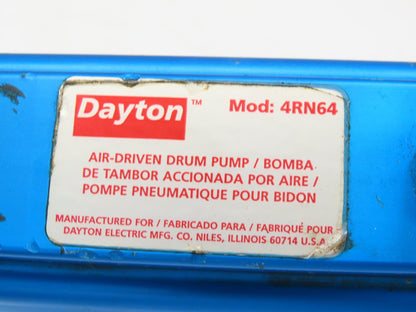 Dayton™ Mod: 4RN64
AIR-DRIVEN DRUM PUMP / BOMBA
DE TAMBOR ACCIONADA POR AIRE /
POMPE PNEUMATIQUE POUR BIDON
MANUFACTURED FOR / FABRICADO PARA / FABRIQUÉ POUR
DAYTON ELECTRIC MFG. CO. NILES, ILLINOIS 60714 U.S.A.